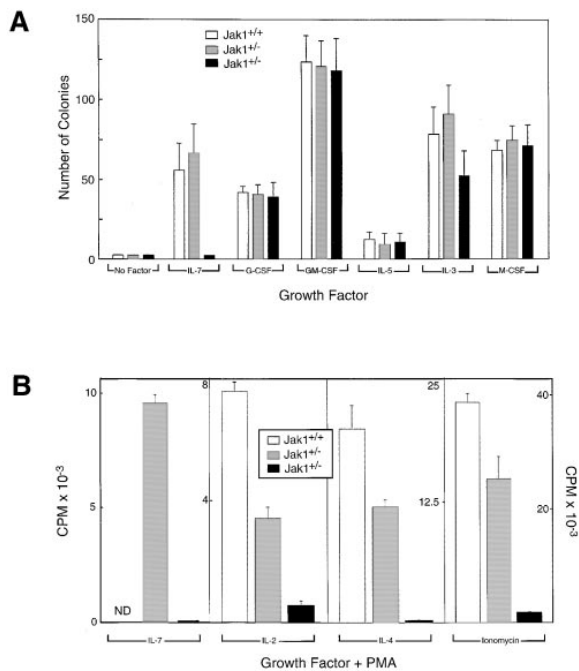 A
150
100
50
0
Number of Colonies
Jak1+/+
Jak1+/-
Jak1+/-
No Factor
IL-7
G-CSF
GM-CSF
IL-5
IL-3
M-CSF
Growth Factor
B
10
5
0
CPM x 10-3
8
4
25
12.5
40
20
CPM x 10-3
Jak1+/+
Jak1+/-
Jak1+/-
ND
IL-7
IL-2
IL-4
Ionomycin
Growth Factor + PMA